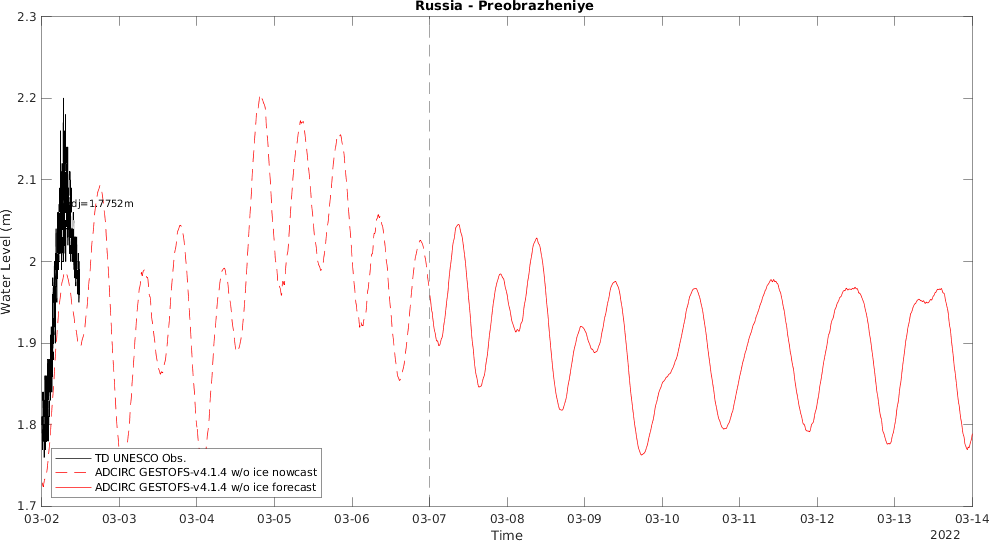 Russia - Preobrazheniye
2.3
2.2
2.1
2
1.9
1.8
1.7
Water Level (m)
dj=1.7752m
TD UNESCO Obs.
ADCIRC GESTOFS-v4.1.4 w/o ice nowcast
ADCIRC GESTOFS-v4.1.4 w/o ice forecast
03-02 03-03 03-04 03-05 03-06 03-07 03-08 03-09 03-10 03-11 03-12 03-13 03-14
Time
2022